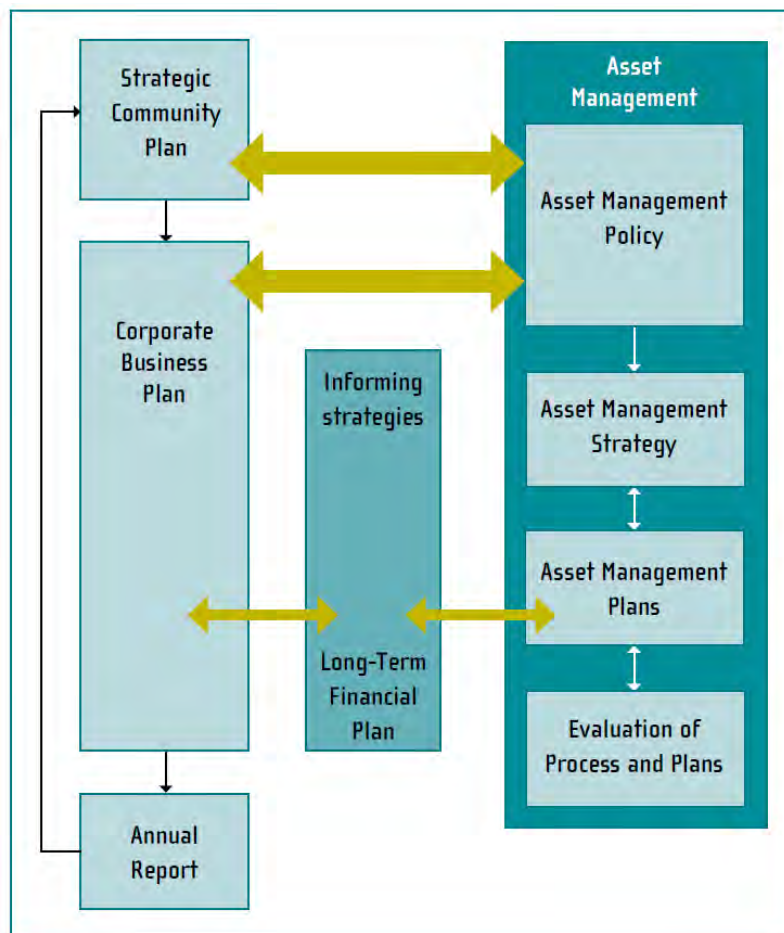 Strategic
Community
Plan
Corporate
Business
Plan
Annual
Report
Informing
strategies
Long-Term
Financial
Plan
Asset
Management
Asset Management
Policy
Asset Management
Strategy
Asset Management
Plans
Evaluation of
Process and Plans